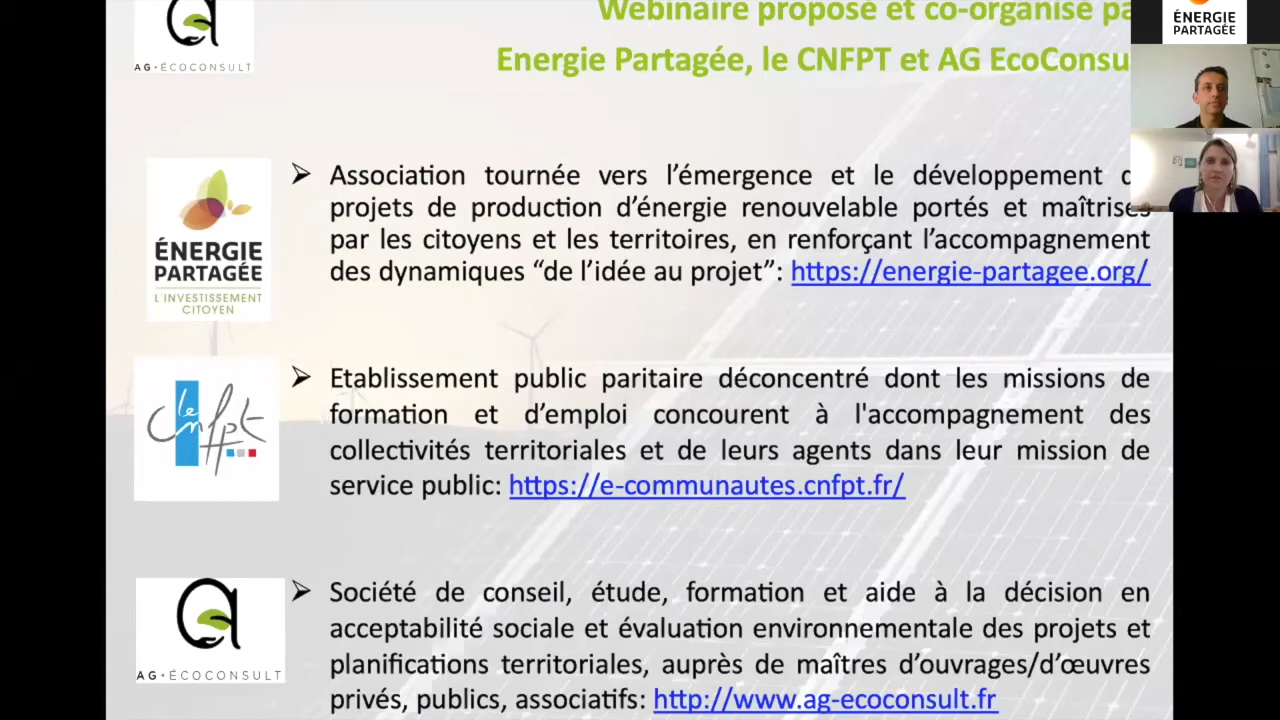 Webinaire proposé et co-organisé
Energie Partagée, le CNFPT et AG
AG•ÉCOCONSULT
ÉNERGIE
PARTAGÉE
ÉNERGIE
PARTAGÉE
L'INVESTISSEMENT
CITOYEN
➢ Association tournée vers l’émergence et le développement
projets de production d’énergie renouvelable portés et maîtrisés
par les citoyens et les territoires, en renforçant l’accompagnement
des dynamiques “de l’idée au projet”: https://energie-partagee.org/
le
cnfpt
➢ Etablissement public paritaire déconcentré dont les missions de
formation et d’emploi concourent à l'accompagnement des
collectivités territoriales et de leurs agents dans leur mission de
service public: https://e-communautes.cnfpt.fr/
AG•ÉCOCONSULT
➢ Société de conseil, étude, formation et aide à la décision en
acceptabilité sociale et évaluation environnementale des projets et
planifications territoriales, auprès de maîtres d’ouvrages/d’œuvres
privés, publics, associatifs: http://www.ag-ecoconsult.fr